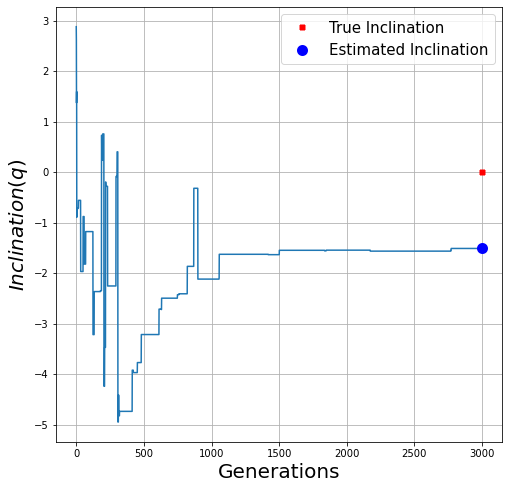 True Inclination
Estimated Inclination
Inclination(q)
3
2
1
0
−1
−2
−3
−4
−5
0 500 1000 1500 2000 2500 3000
Generations